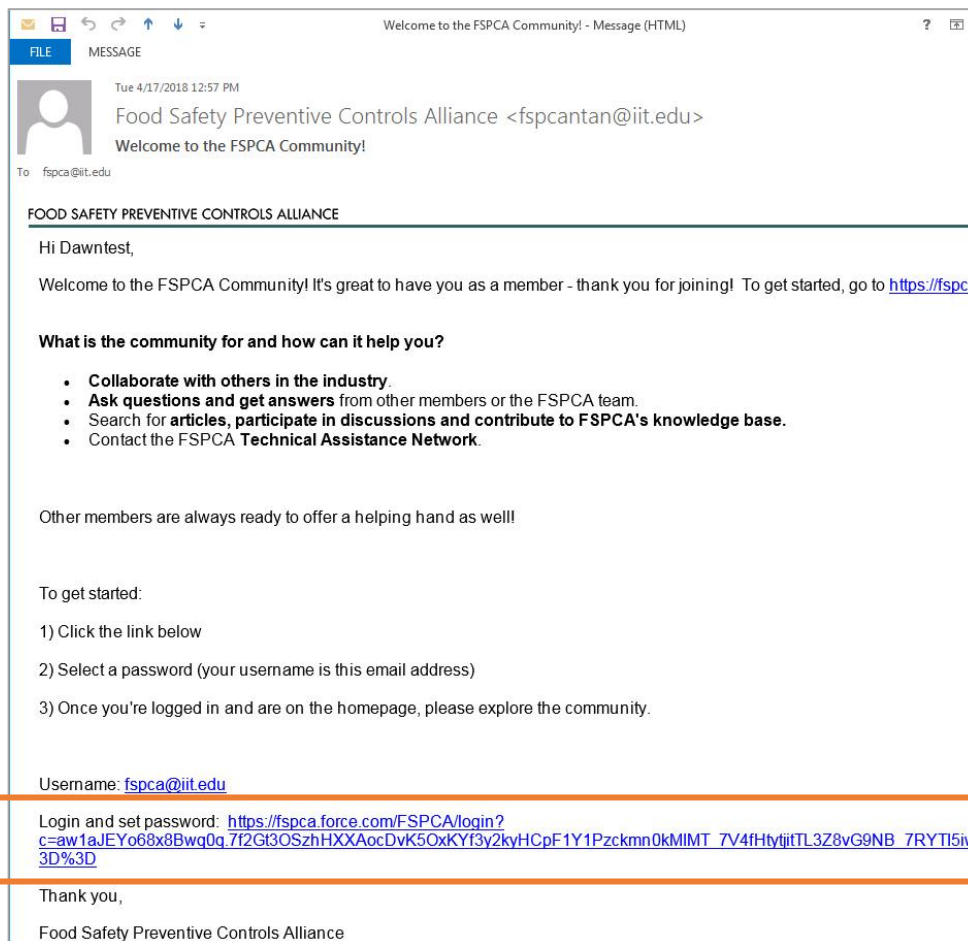 Welcome to the FSPCA Community! - Message (HTML)
?
FILE MESSAGE
Tue 4/17/2018 12:57 PM
Food Safety Preventive Controls Alliance <fspcantan@iit.edu>
Welcome to the FSPCA Community!
To fspca@iit.edu
FOOD SAFETY PREVENTIVE CONTROLS ALLIANCE
Hi Dawntest,
Welcome to the FSPCA Community! It's great to have you as a member - thank you for joining! To get started, go to https://fspc
What is the community for and how can it help you?
• Collaborate with others in the industry.
• Ask questions and get answers from other members or the FSPCA team.
• Search for articles, participate in discussions and contribute to FSPCA's knowledge base.
• Contact the FSPCA Technical Assistance Network.
Other members are always ready to offer a helping hand as well!
To get started:
1) Click the link below
2) Select a password (your username is this email address)
3) Once you're logged in and are on the homepage, please explore the community.
Username: fspca@iit.edu
Login and set password: https://fspca.force.com/FSPCA/login?
3D%3D
Thank you,
Food Safety Preventive Controls Alliance